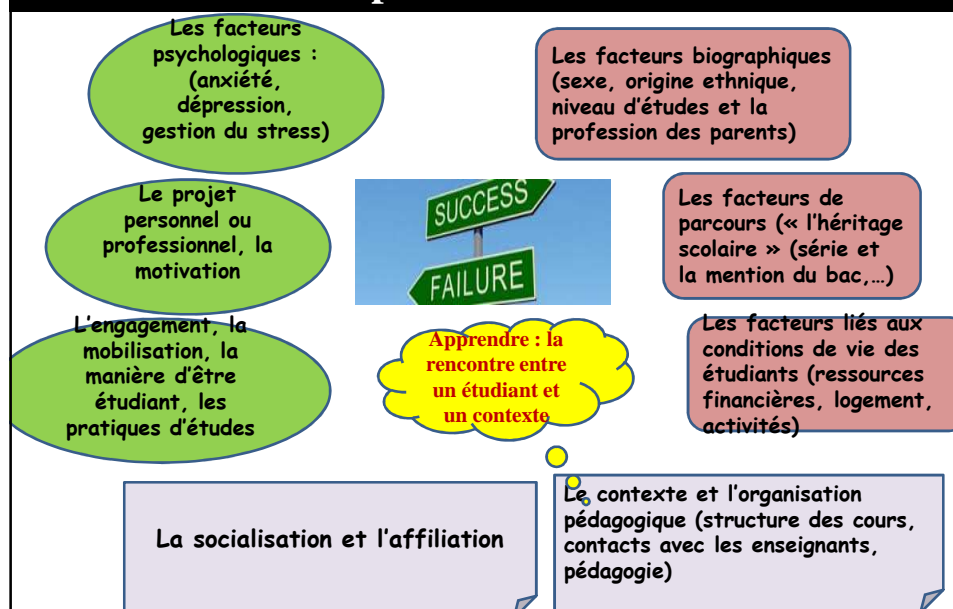 Les facteurs
psychologiques :
(anxiété,
dépression,
gestion du stress)
Les facteurs biographiques
(sexe, origine ethnique,
niveau d'études et la
profession des parents)
Le projet
personnel ou
professionnel, la
motivation
SUCCESS
FAILURE
Les facteurs de
parcours (« l'héritage
scolaire » (série et
la mention du bac,…)
L'engagement, la
mobilisation, la
manière d'être
étudiant, les
pratiques d'études
Apprendre : la
rencontre entre
un étudiant et
un contexte
Les facteurs liés aux
conditions de vie des
étudiants (ressources
financières, logement,
activités)
La socialisation et l'affiliation
Le contexte et l'organisation
pédagogique (structure des cours,
contacts avec les enseignants,
pédagogie)